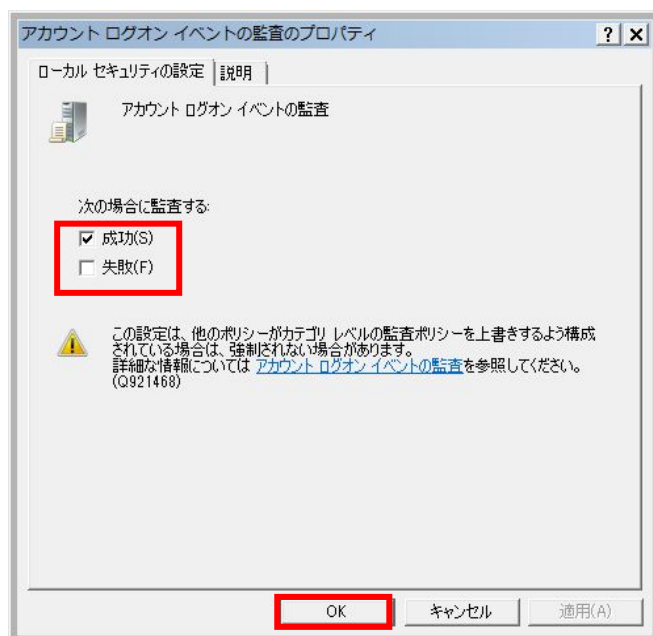 アカウント ログオン イベントの監査のプロパティ
ローカル セキュリティの設定 説明
アカウント ログオン イベントの監査
次の場合に監査する:
成功(S)
失敗(F)
この設定は、他のポリシーがカテゴリ レベルの監査ポリシーを上書きするよう構成
されている場合は、強制されない場合があります。
詳細な情報については アカウント ログオン イベントの監査を参照してください。
(Q921468)
OK キャンセル 適用(A)